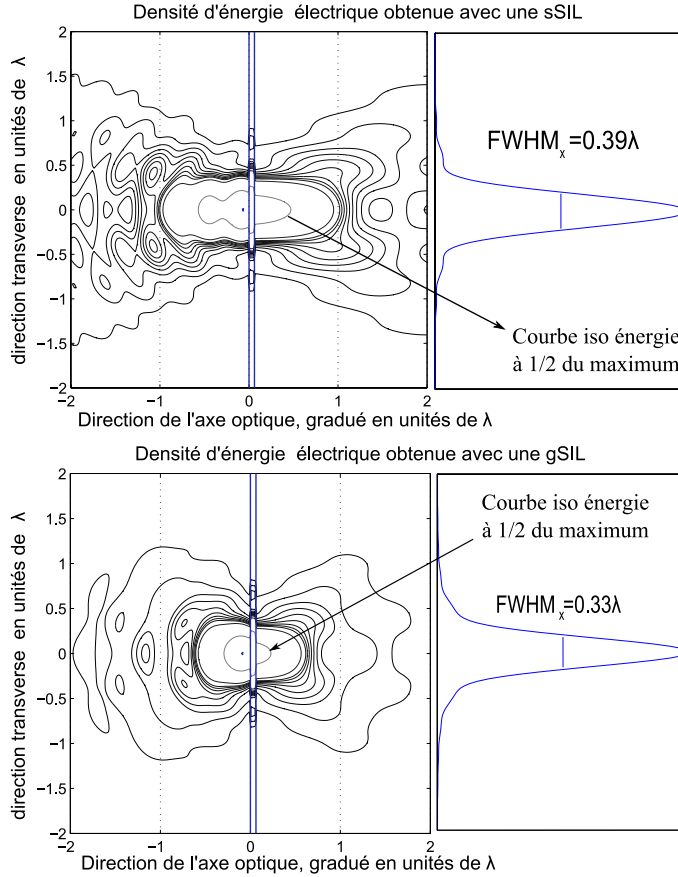 Densité d'énergie  électrique obtenue avec une sSIL
direction transverse  en unités de  λ
2
1.5
1
0.5
0
−0.5
−1
−1.5
−2
−2
−1
0
1
2
Direction de l'axe optique, gradué en unités de λ
FWHMx=0.39λ
Courbe iso énergie
à 1/2 du maximum
Densité d'énergie  électrique obtenue avec une gSIL
direction transverse  en unités de  λ
2
1.5
1
0.5
0
−0.5
−1
−1.5
−2
−2
−1
0
1
2
Direction de l'axe optique, gradué en unités de λ
Courbe iso énergie
à 1/2 du maximum
FWHMx=0.33λ